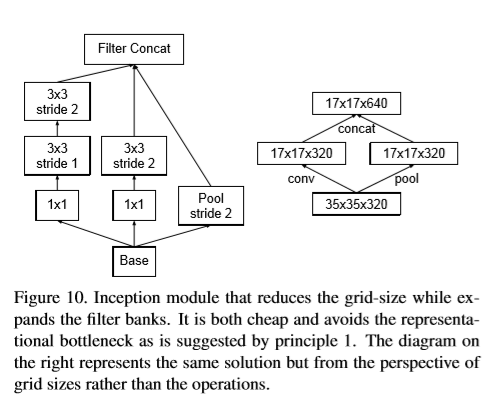 Filter Concat
3x3
stride 2
3x3
stride 1
3x3
stride 2
1x1
1x1
Pool
stride 2
Base
17x17x640
concat
17x17x320
17x17x320
conv
pool
35x35x320
Figure 10. Inception module that reduces the grid-size while ex-
pands the filter banks. It is both cheap and avoids the representa-
tional bottleneck as is suggested by principle 1. The diagram on
the right represents the same solution but from the perspective of
grid sizes rather than the operations.